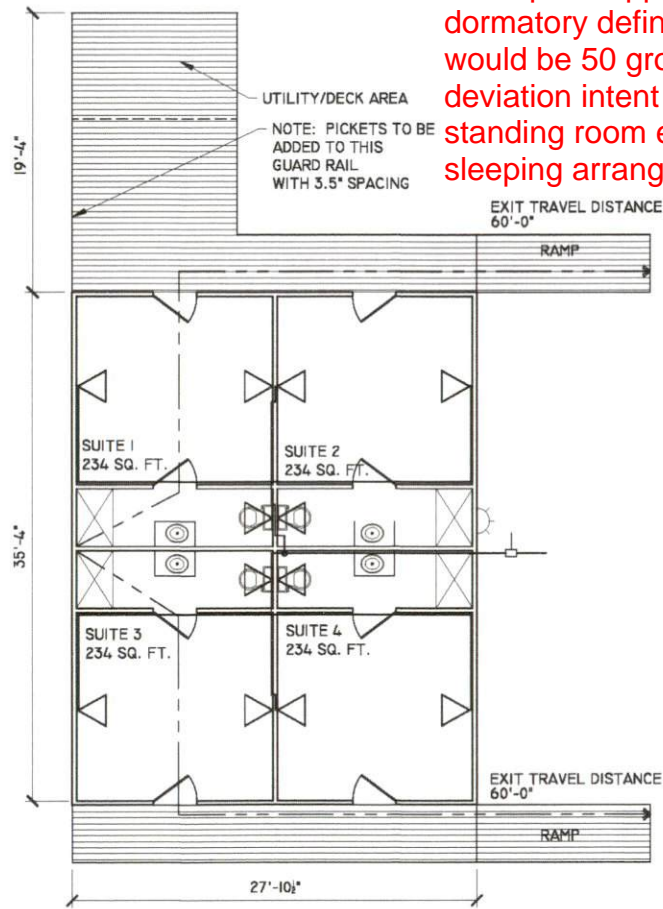 dormatory defin
would be 50 gro
deviation intent
standing room e
sleeping arrang
UTILITY/DECK AREA
NOTE: PICKETS TO BE
ADDED TO THIS
GUARD RAIL
WITH 3.5" SPACING
19'-4"
EXIT TRAVEL DISTANCE
60'-0"
RAMP
SUITE 1
234 SQ. FT.
SUITE 2
234 SQ. FT.
35'-4"
SUITE 3
234 SQ. FT.
SUITE 4
234 SQ. FT.
EXIT TRAVEL DISTANCE
60'-0"
RAMP
27'-10½"